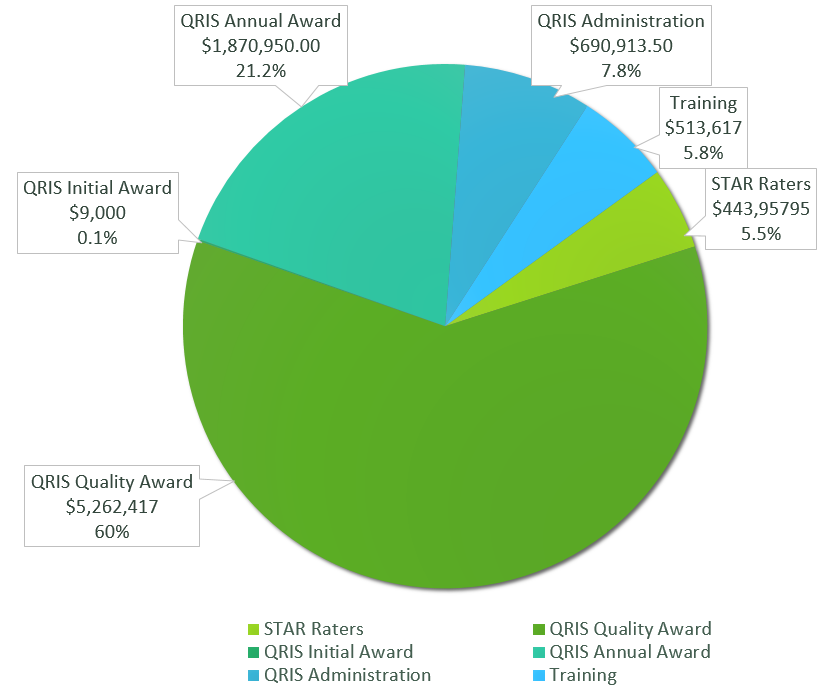 QRIS Annual Award
$1,870,950.00
21.2%
QRIS Administration
$690,913.50
7.8%
Training
$513,617
5.8%
STAR Raters
$443,95795
5.5%
QRIS Initial Award
$9,000
0.1%
QRIS Quality Award
$5,262,417
60%
STAR Raters
QRIS Quality Award
QRIS Initial Award
QRIS Annual Award
QRIS Administration
Training